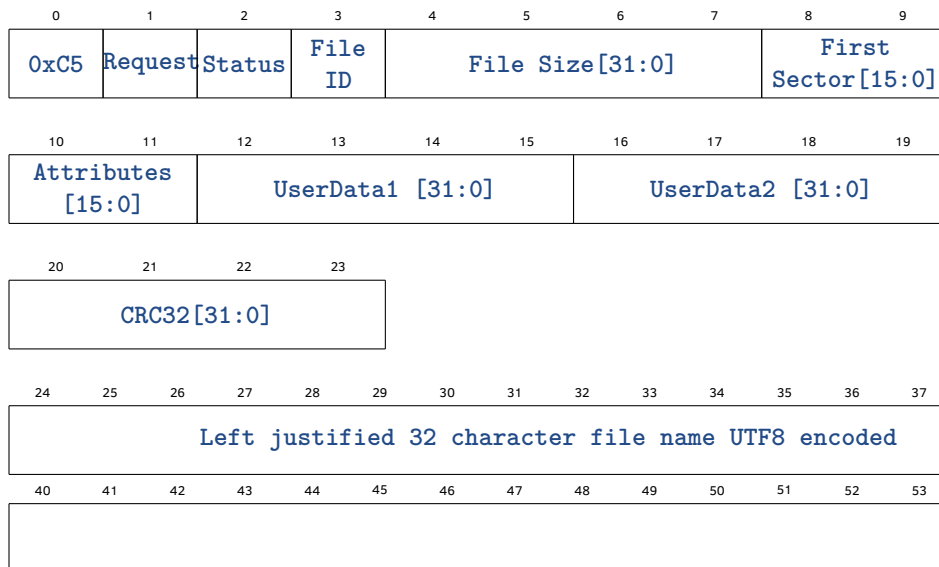 0 1 2 3 4 5 6 7 8 9
0xC5 Request Status File ID File Size[31:0] First Sector[15:0]
10 11 12 13 14 15 16 17 18 19
Attributes [15:0] UserData1 [31:0] UserData2 [31:0]
20 21 22 23
CRC32[31:0]
24 25 26 27 28 29 30 31 32 33 34 35 36 37
Left justified 32 character file name UTF8 encoded
40 41 42 43 44 45 46 47 48 49 50 51 52 53